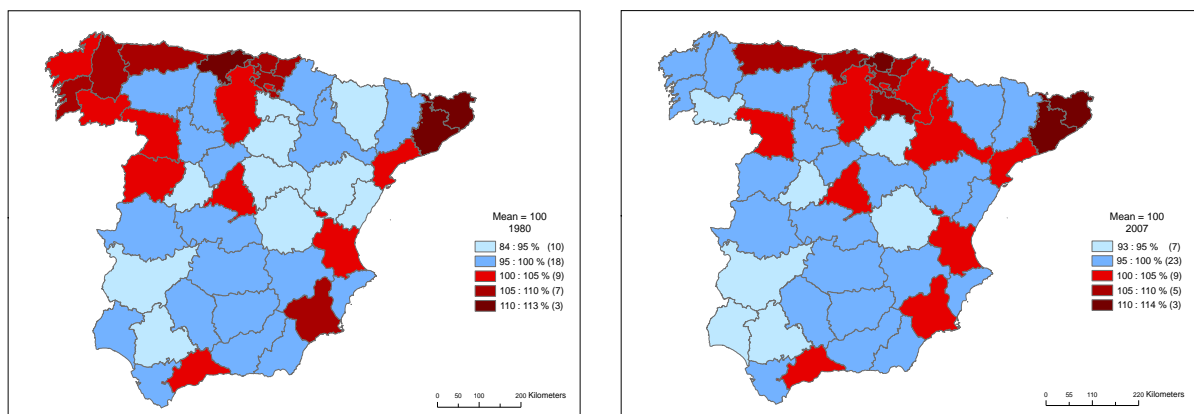 Mean = 100
1980
84 : 95 % (10)
95 : 100 % (18)
100 : 105 % (9)
105 : 110 % (7)
110 : 113 % (3)
0 50 100 200 Kilometers
Mean = 100
2007
93 : 95 % (7)
95 : 100 % (23)
100 : 105 % (9)
105 : 110 % (5)
110 : 114 % (3)
0 55 110 220 Kilometers